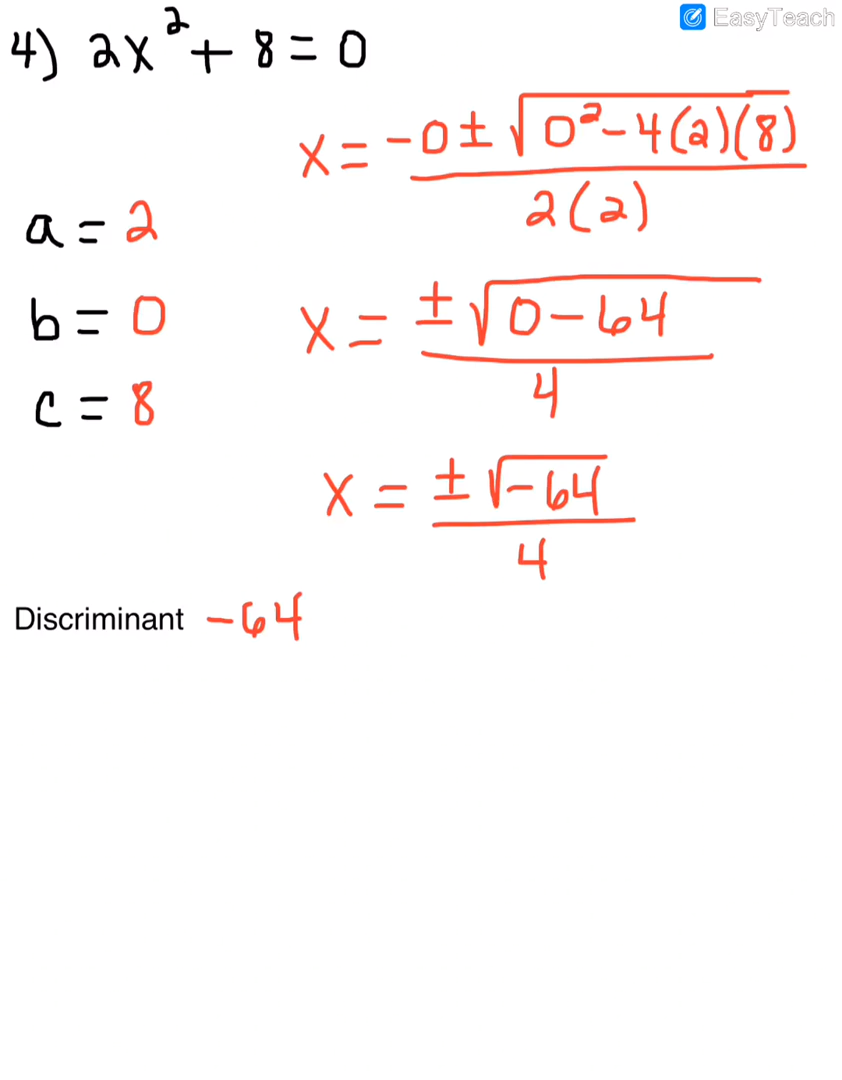 EasyTeach
4) 2x² + 8 = 0
x = -0 ± √(0² - 4(2)(8)) / 2(2)
a = 2
b = 0
c = 8
x = ± √(0 - 64) / 4
x = ± √(-64) / 4
Discriminant -64